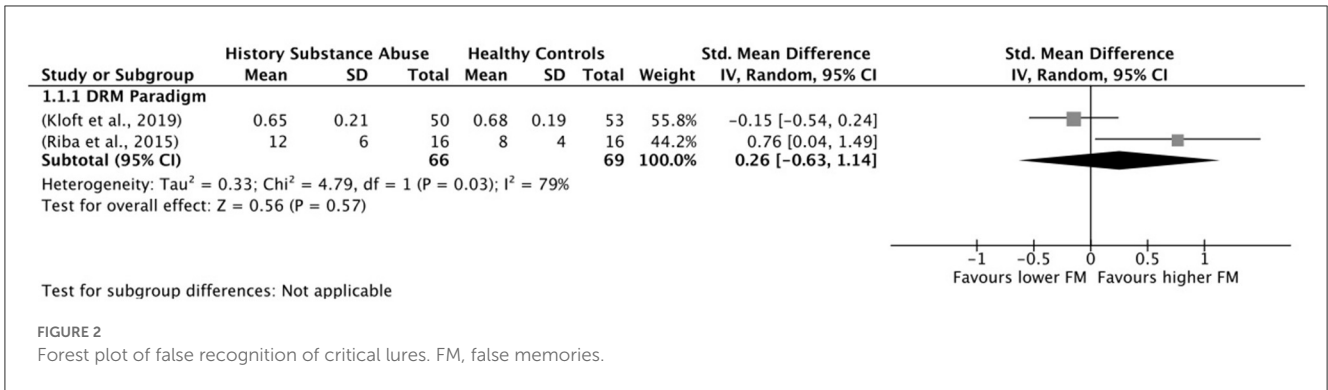 History Substance Abuse Healthy Controls Std. Mean Difference Std. Mean Difference
Study or Subgroup Mean SD Total Mean SD Total Weight IV, Random, 95% CI IV, Random, 95% CI
1.1.1 DRM Paradigm
(Kloft et al., 2019) 0.65 0.21 50 0.68 0.19 53 55.8% −0.15 [−0.54, 0.24]
(Riba et al., 2015) 12 6 16 8 4 16 44.2% 0.76 [0.04, 1.49]
Subtotal (95% CI) 66 69 100.0% 0.26 [−0.63, 1.14]
Heterogeneity: Tau² = 0.33; Chi² = 4.79, df = 1 (P = 0.03); I² = 79%
Test for overall effect: Z = 0.56 (P = 0.57)
−1 −0.5 0 0.5 1
Favours lower FM Favours higher FM
Test for subgroup differences: Not applicable
FIGURE 2
Forest plot of false recognition of critical lures. FM, false memories.